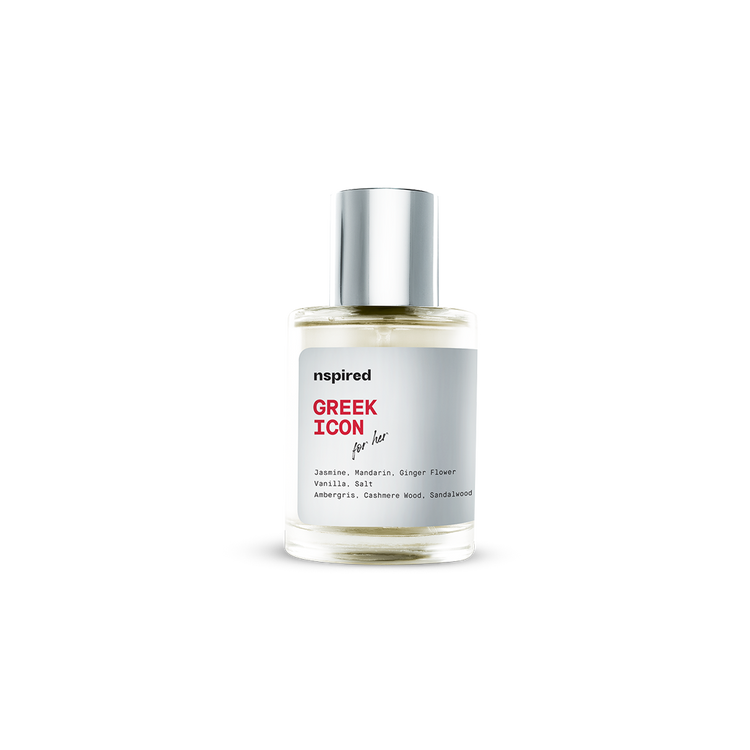 nspired
GREEK
ICON
for her
Jasmine, Mandarin, Ginger Flower
Vanilla, Salt
Ambergris, Cashmere Wood, Sandalwood